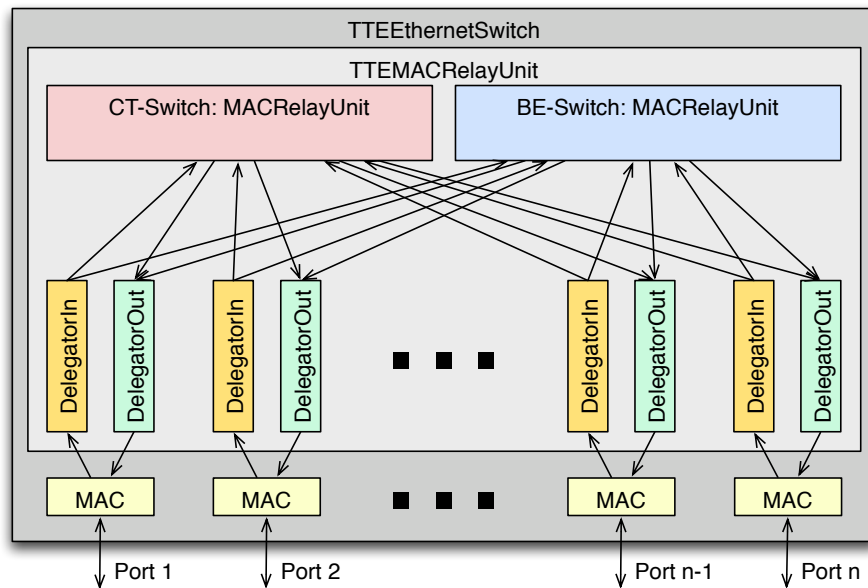 TTEEthernetSwitch
TTEMACRelayUnit
CT-Switch: MACRelayUnit
BE-Switch: MACRelayUnit
DelegatorIn
DelegatorOut
DelegatorIn
DelegatorOut
DelegatorIn
DelegatorOut
DelegatorIn
DelegatorOut
MAC
MAC
MAC
MAC
Port 1
Port 2
Port n-1
Port n